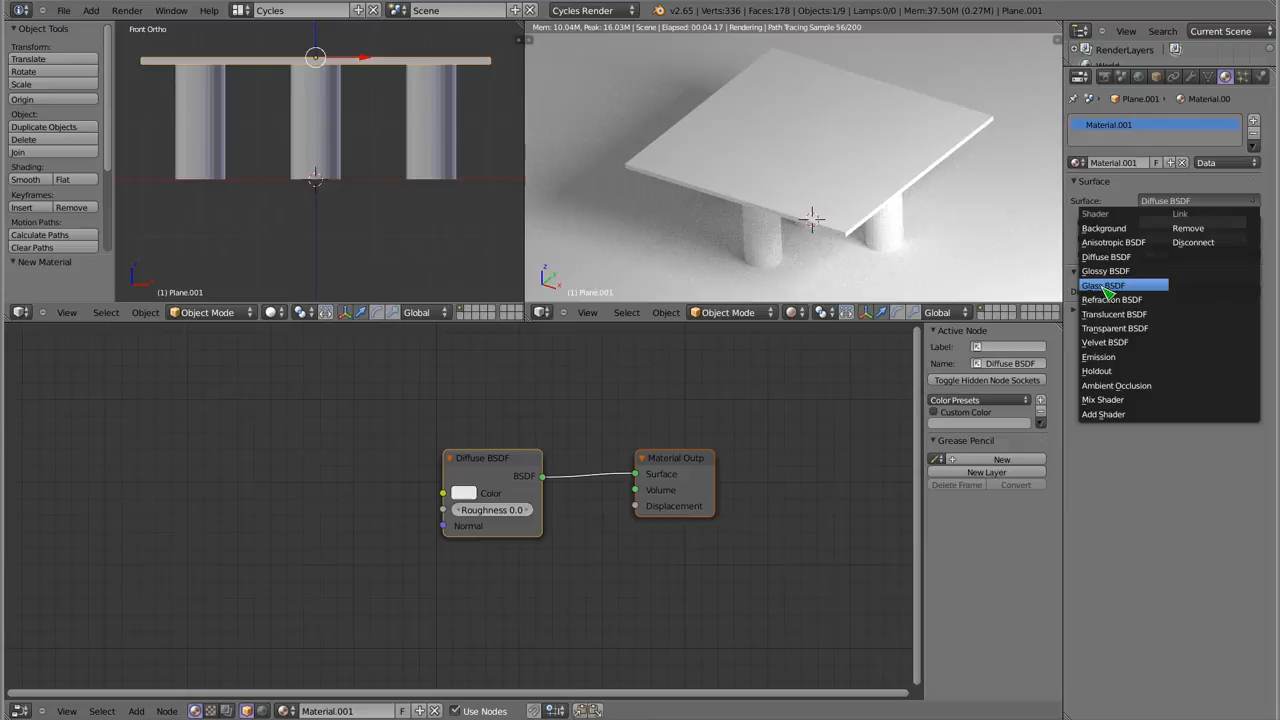 File Add Render Window Help Cycles Scene Cycles Render v2.65 | Verts:336 | Faces:178 | Objects:1/9 | Lamps:0/0 | Mem:37.50M (0.27M) | Plane.001
Object Tools
Transform:
Translate
Rotate
Scale
Origin
Object:
Duplicate Objects
Delete
Join
Shading:
Smooth Flat
Keyframes:
Insert Remove
Motion Paths:
Calculate Paths
Clear Paths
New Material
Front Ortho
(1) Plane.001
View Select Object Object Mode Global
Mem: 10.04M, Peak: 16.03M | Scene | Elapsed: 00:04.17 | Rendering | Path Tracing Sample 56/200
(1) Plane.001
View Select Object Object Mode Global
View Search Current Scene
RenderLayers
World
Plane.001 Material.00
Material.001
Material.001 F Data
Surface
Surface: Diffuse BSDF
Shader Link
Background Remove
Anisotropic BSDF Disconnect
Diffuse BSDF
Glossy BSDF
Glass BSDF
Refraction BSDF
Translucent BSDF
Transparent BSDF
Velvet BSDF
Emission
Holdout
Ambient Occlusion
Mix Shader
Add Shader
Diffuse BSDF
BSDF
Color
Roughness 0.0
Normal
Material Outp
Surface
Volume
Displacement
Active Node
Label:
Name: Diffuse BSDF
Toggle Hidden Node Sockets
Color Presets
Custom Color
Grease Pencil
New
New Layer
Delete Frame Convert
View Select Add Node Material.001 F Use Nodes